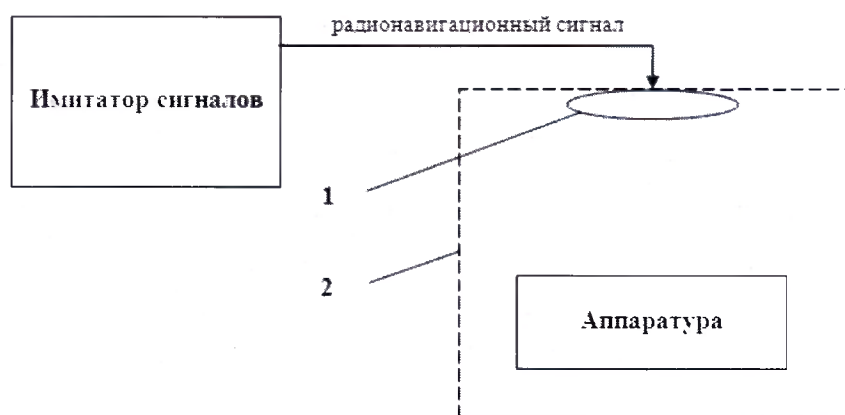 радионавигационный сигнал
Имитатор сигналов
1
2
Аппаратура